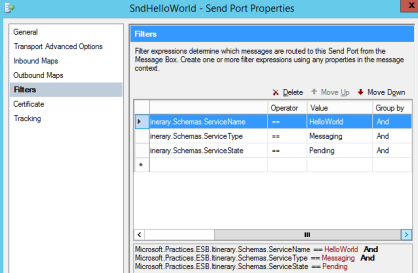 SndHelloWorld - Send Port Properties
x
General
Transport Advanced Options
Inbound Maps
Outbound Maps
Filters
Certificate
Tracking
Filters
Filter expressions determine which messages are routed to this Send Port from the
Message Box. Create one or more filter expressions using any properties in the message
context.
Delete Move Up Move Down
Operator Value Group by
inerary.Schemas.ServiceName == HelloWorld And
inerary.Schemas.ServiceType == Messaging And
inerary.Schemas.ServiceState == Pending And
*
Microsoft.Practices.ESB.Itinerary.Schemas.ServiceName == HelloWorld And
Microsoft.Practices.ESB.Itinerary.Schemas.ServiceType == Messaging And
Microsoft.Practices.ESB.Itinerary.Schemas.ServiceState == Pending